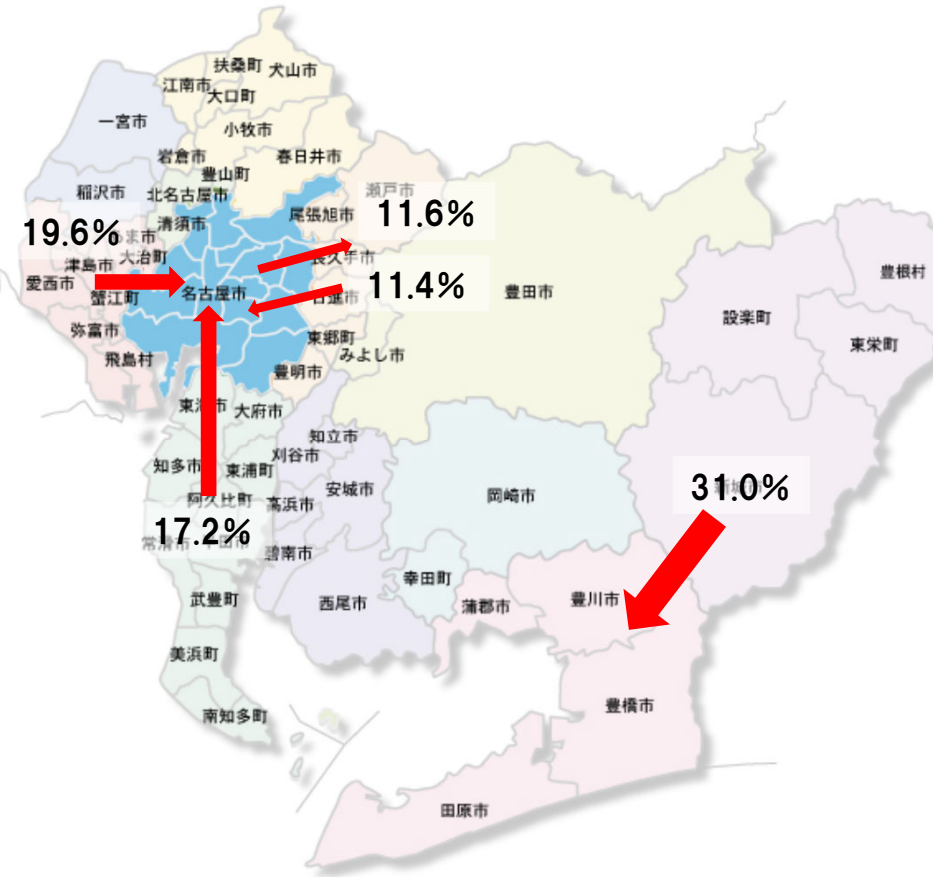 扶桑町
犬山市
江南市
大口町
一宮市
小牧市
岩倉市
春日井市
豊山町
瀬戸市
稲沢市
北名古屋市
尾張旭市
11.6%
清須市
19.6%
ま市
大治町
長久手市
津島市
豊根村
愛西市
蟹江町
名古屋市
日進市
11.4%
豊田市
設楽町
弥富市
東郷町
東栄町
飛島村
みよし市
豊明市
東海市
大府市
知立市
刈谷市
知多市
東浦町
安城市
31.0%
阿久比町
高浜市
岡崎市
17.2%
常滑市
碧南市
幸田町
武豊町
西尾市
蒲郡市
豊川市
美浜町
豊橋市
南知多町
田原市